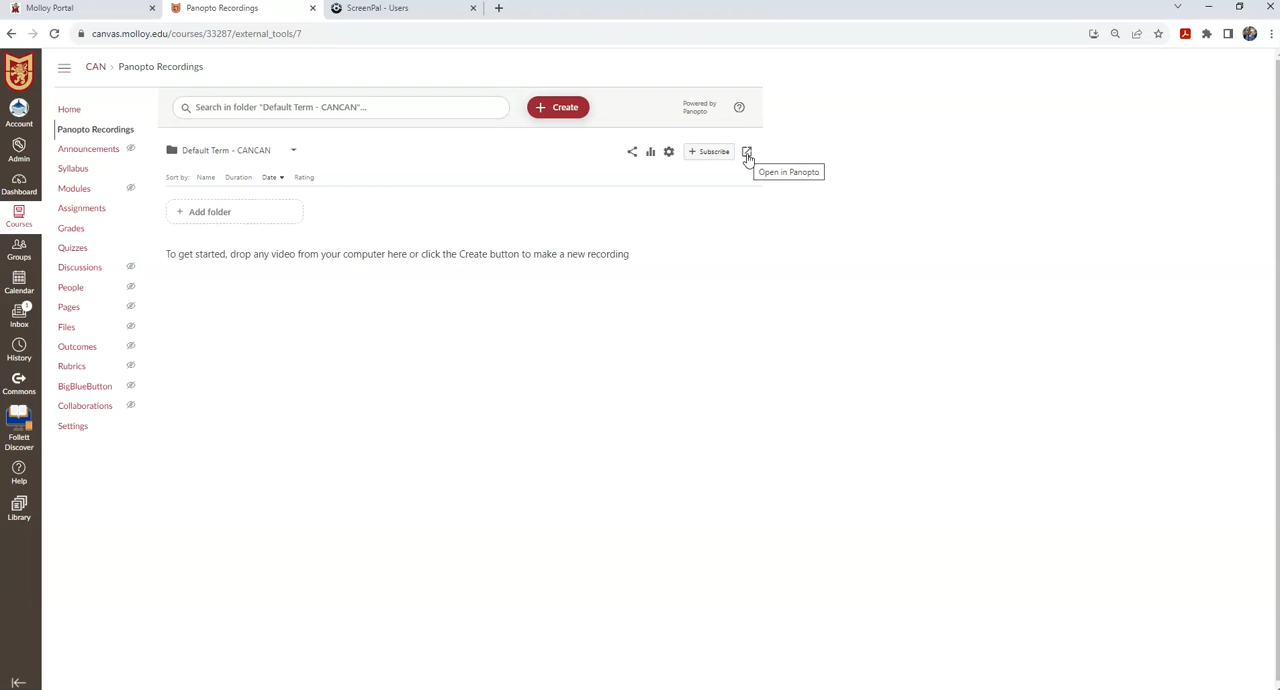 Molloy Portal
Panopto Recordings
ScreenPal - Users
canvas.molloy.edu/courses/33287/external_tools/7
CAN › Panopto Recordings
Account
Admin
Dashboard
Courses
Groups
Calendar
1
Inbox
History
Commons
Follett
Discover
Help
Library
Home
Panopto Recordings
Announcements
Syllabus
Modules
Assignments
Grades
Quizzes
Discussions
People
Pages
Files
Outcomes
Rubrics
BigBlueButton
Collaborations
Settings
Search in folder "Default Term - CANCAN"...
+ Create
Powered by
Panopto
Default Term - CANCAN
+ Subscribe
Open in Panopto
Sort by: Name Duration Date Rating
+ Add folder
To get started, drop any video from your computer here or click the Create button to make a new recording